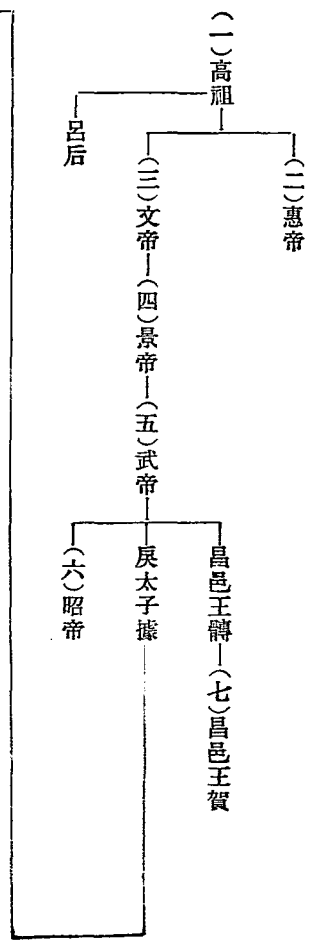 （一）高祖
呂后
（二）惠帝
（三）文帝—（四）景帝—（五）武帝
昌邑王髆—（七）昌邑王賀
戾太子據
（六）昭帝